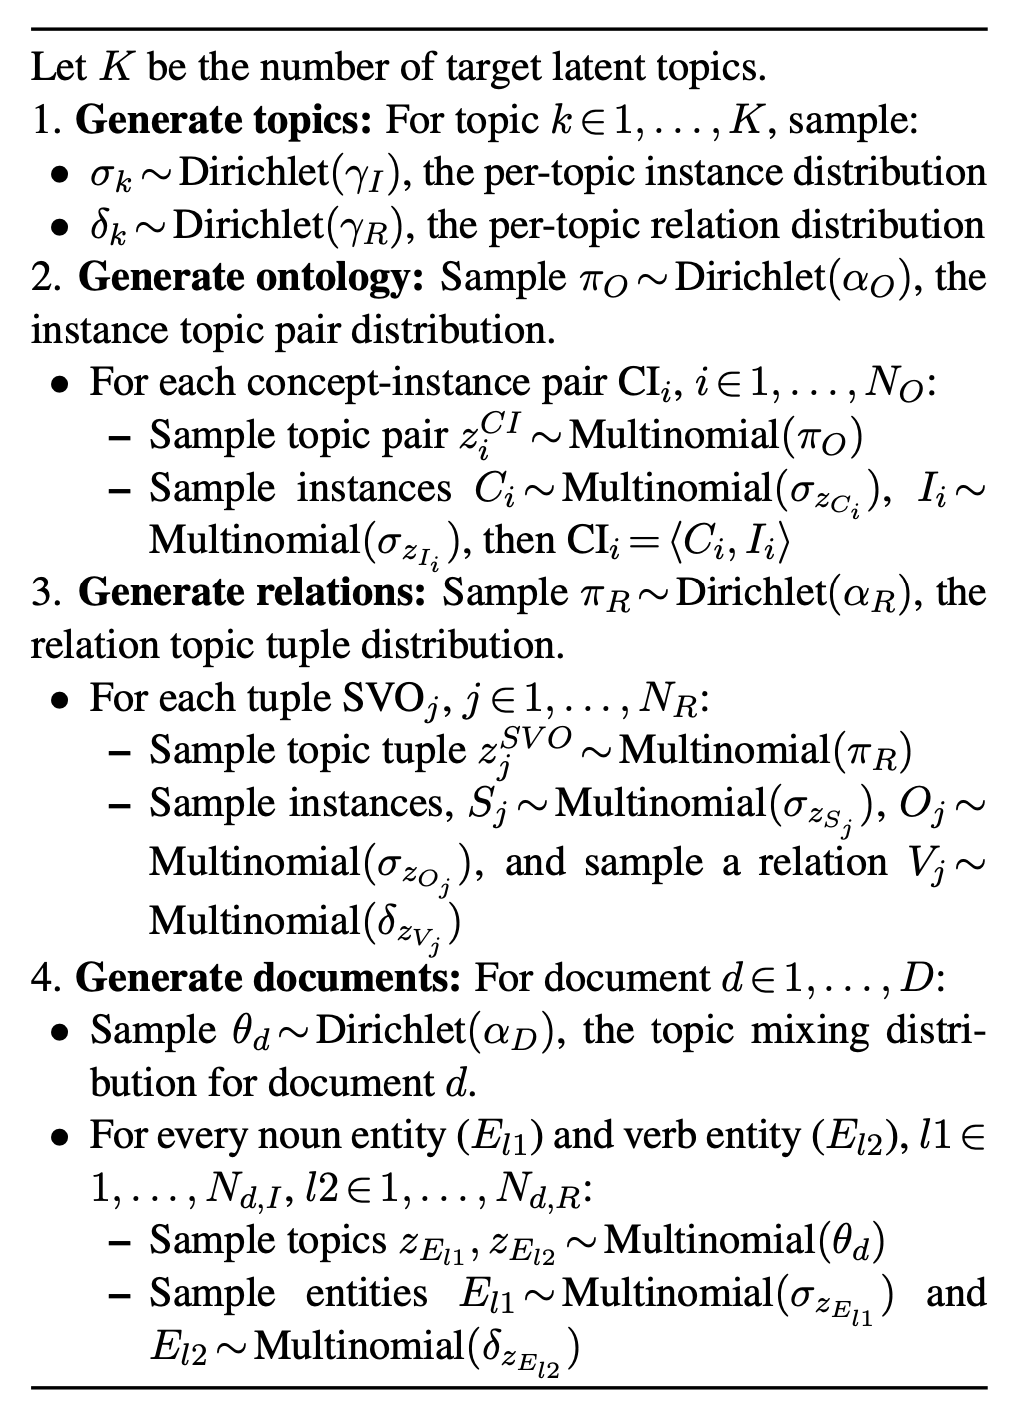 Let K be the number of target latent topics.
1. Generate topics: For topic k ∈ 1, . . . , K, sample:
• σ_k ∼ Dirichlet(γ_I), the per-topic instance distribution
• δ_k ∼ Dirichlet(γ_R), the per-topic relation distribution
2. Generate ontology: Sample π_O ∼ Dirichlet(α_O), the
instance topic pair distribution.
• For each concept-instance pair CI_i, i ∈ 1, . . . , N_O:
– Sample topic pair z_i^{CI} ∼ Multinomial(π_O)
– Sample instances C_i ∼ Multinomial(σ_{z_{C_i}}), I_i ∼
Multinomial(σ_{z_{I_i}}), then CI_i = ⟨C_i, I_i⟩
3. Generate relations: Sample π_R ∼ Dirichlet(α_R), the
relation topic tuple distribution.
• For each tuple SVO_j, j ∈ 1, . . . , N_R:
– Sample topic tuple z_j^{SVO} ∼ Multinomial(π_R)
– Sample instances, S_j ∼ Multinomial(σ_{z_{S_j}}), O_j ∼
Multinomial(σ_{z_{O_j}}), and sample a relation V_j ∼
Multinomial(δ_{z_{V_j}})
4. Generate documents: For document d ∈ 1, . . . , D:
• Sample θ_d ∼ Dirichlet(α_D), the topic mixing distri-
bution for document d.
• For every noun entity (E_{l1}) and verb entity (E_{l2}), l1 ∈
1, . . . , N_{d,I}, l2 ∈ 1, . . . , N_{d,R}:
– Sample topics z_{E_{l1}}, z_{E_{l2}} ∼ Multinomial(θ_d)
– Sample entities E_{l1} ∼ Multinomial(σ_{z_{E_{l1}}}) and
E_{l2} ∼ Multinomial(δ_{z_{E_{l2}}})